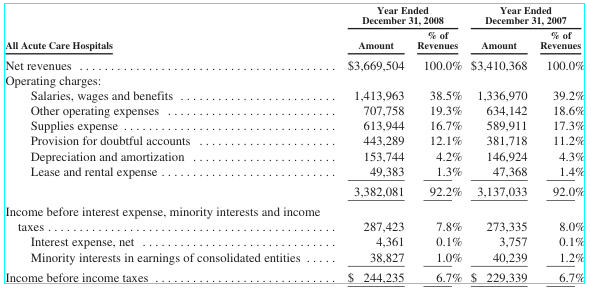 Year Ended Year Ended
December 31, 2008 December 31, 2007
% of % of
All Acute Care Hospitals Amount Revenues Amount Revenues
Net revenues ........................................ $3,669,504 100.0% $3,410,368 100.0%
Operating charges:
Salaries, wages and benefits ......................... 1,413,963 38.5% 1,336,970 39.2%
Other operating expenses ........................... 707,758 19.3% 634,142 18.6%
Supplies expense .................................. 613,944 16.7% 589,911 17.3%
Provision for doubtful accounts ....................... 443,289 12.1% 381,718 11.2%
Depreciation and amortization ....................... 153,744 4.2% 146,924 4.3%
Lease and rental expense ............................ 49,383 1.3% 47,368 1.4%
3,382,081 92.2% 3,137,033 92.0%
Income before interest expense, minority interests and income
taxes .............................................. 287,423 7.8% 273,335 8.0%
Interest expense, net ............................... 4,361 0.1% 3,757 0.1%
Minority interests in earnings of consolidated entities ..... 38,827 1.0% 40,239 1.2%
Income before income taxes ............................. $ 244,235 6.7% $ 229,339 6.7%